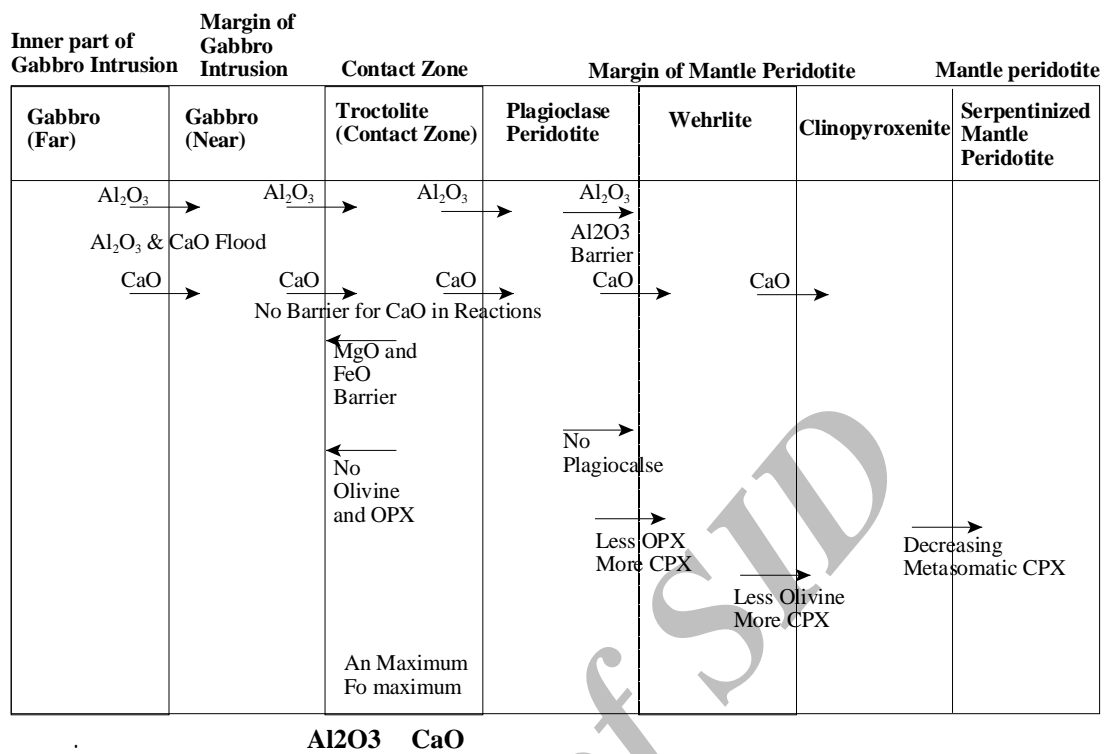 Inner part of
Gabbro Intrusion
Margin of
Gabbro
Intrusion
Contact Zone
Margin of Mantle Peridotite
Mantle peridotite
Gabbro
(Far)
Gabbro
(Near)
Troctolite
(Contact Zone)
Plagioclase
Peridotite
Wehrlite
Clinopyroxenite
Serpentinized
Mantle
Peridotite
Al₂O₃
Al₂O₃
Al₂O₃
Al₂O₃
Al₂O₃ & CaO Flood
Al2O3
Barrier
CaO
CaO
CaO
CaO
CaO
No Barrier for CaO in Reactions
MgO and
FeO
Barrier
No
Plagiocalse
No
Olivine
and OPX
Less OPX
More CPX
Decreasing
Metasomatic CPX
Less Olivine
More CPX
An Maximum
Fo maximum
. Al2O3 CaO
of SID